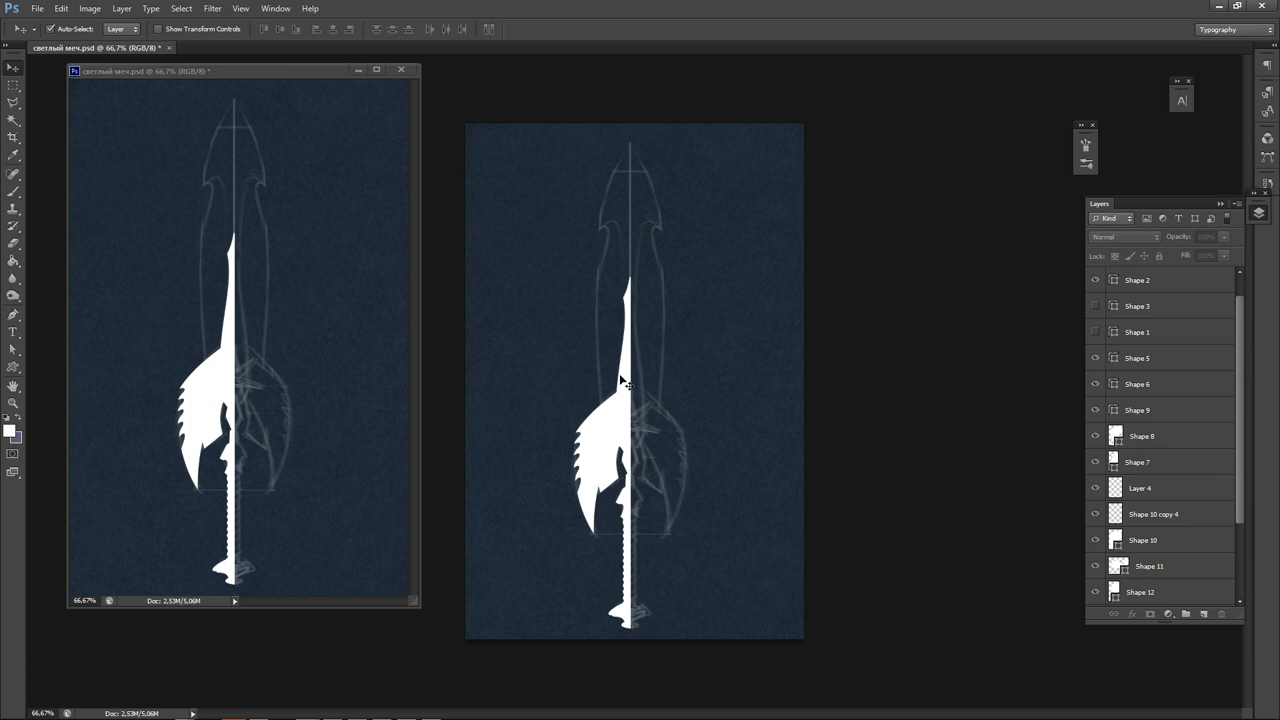 Ps File Edit Image Layer Type Select Filter View Window Help
Auto-Select: Layer Show Transform Controls Typography
светлый меч.psd @ 66,7% (RGB/8) * ×
Ps светлый меч.psd @ 66,7% (RGB/8) *
A|
Layers
Kind
Normal Opacity: 100%
Lock: Fill: 100%
Shape 2
Shape 3
Shape 1
Shape 5
Shape 6
Shape 9
Shape 8
Shape 7
Layer 4
Shape 10 copy 4
Shape 10
Shape 11
Shape 12
fx
T
66,67% Doc: 2,53M/5,06M
66,67% Doc: 2,53M/5,06M